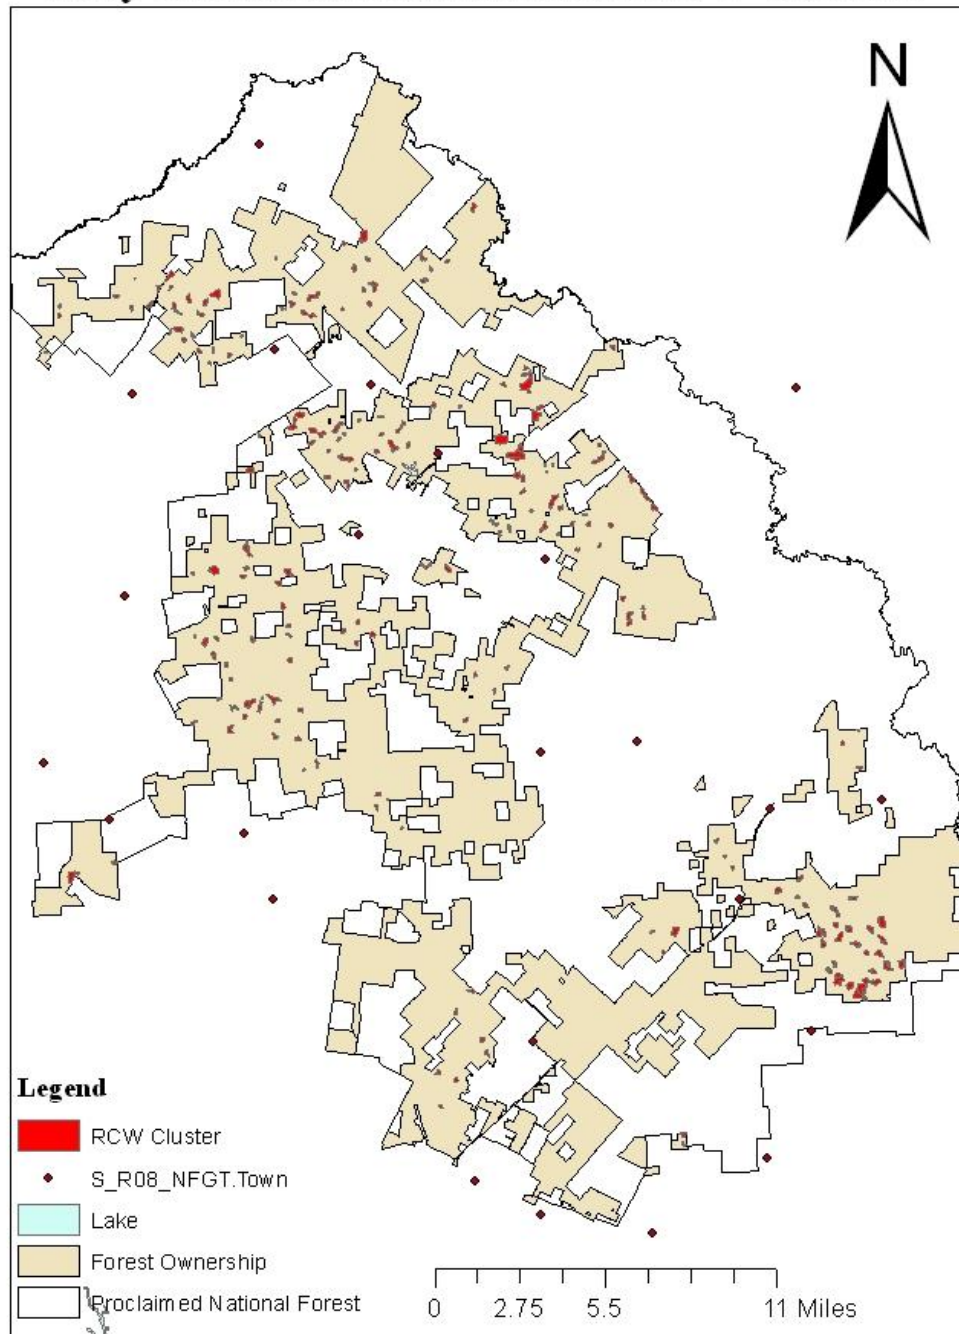 N
Legend
RCW Cluster
S_R08_NFGT.Town
Lake
Forest Ownership
Proclaimed National Forest
0 2.75 5.5 11 Miles